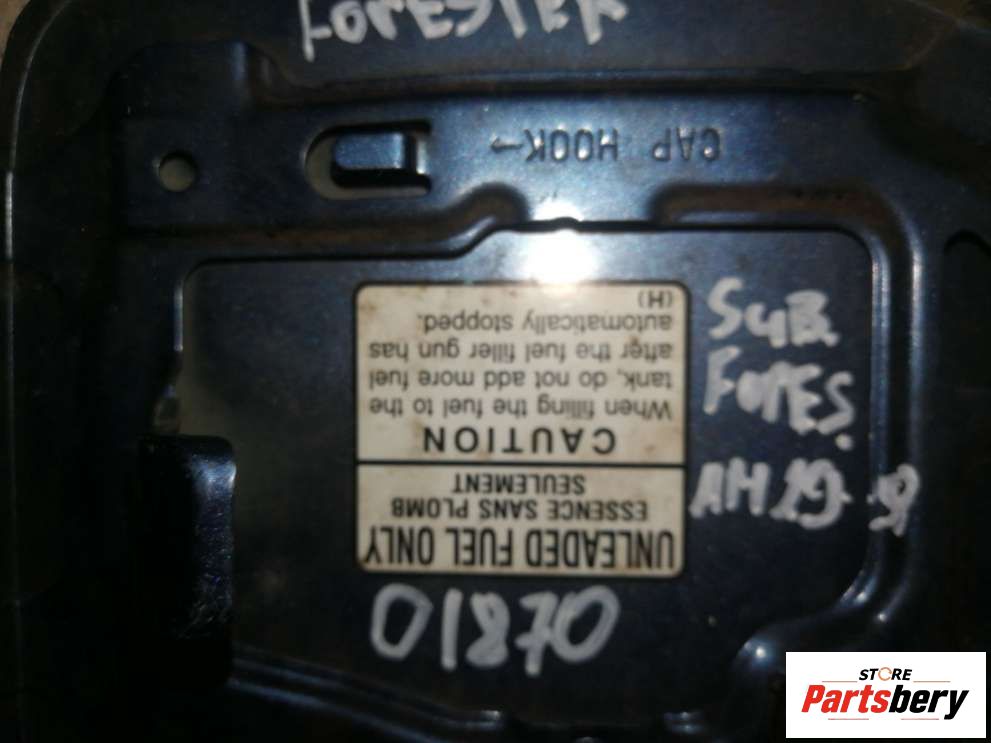 FORESTER
CAP HOOK→
UNLEADED FUEL ONLY
ESSENCE SANS PLOMB
SEULEMENT
CAUTION
When filling the fuel to the
tank, do not add more fuel
after the fuel filler gun has
automatically stopped.
(H)
SUB
FORES.
01870
STORE
Partsbery